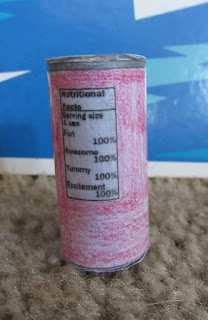 Nutritional
Facts
Serving size
1 can
Fun
100%
Awesome
100%
Yummy
100%
Excitement
100%